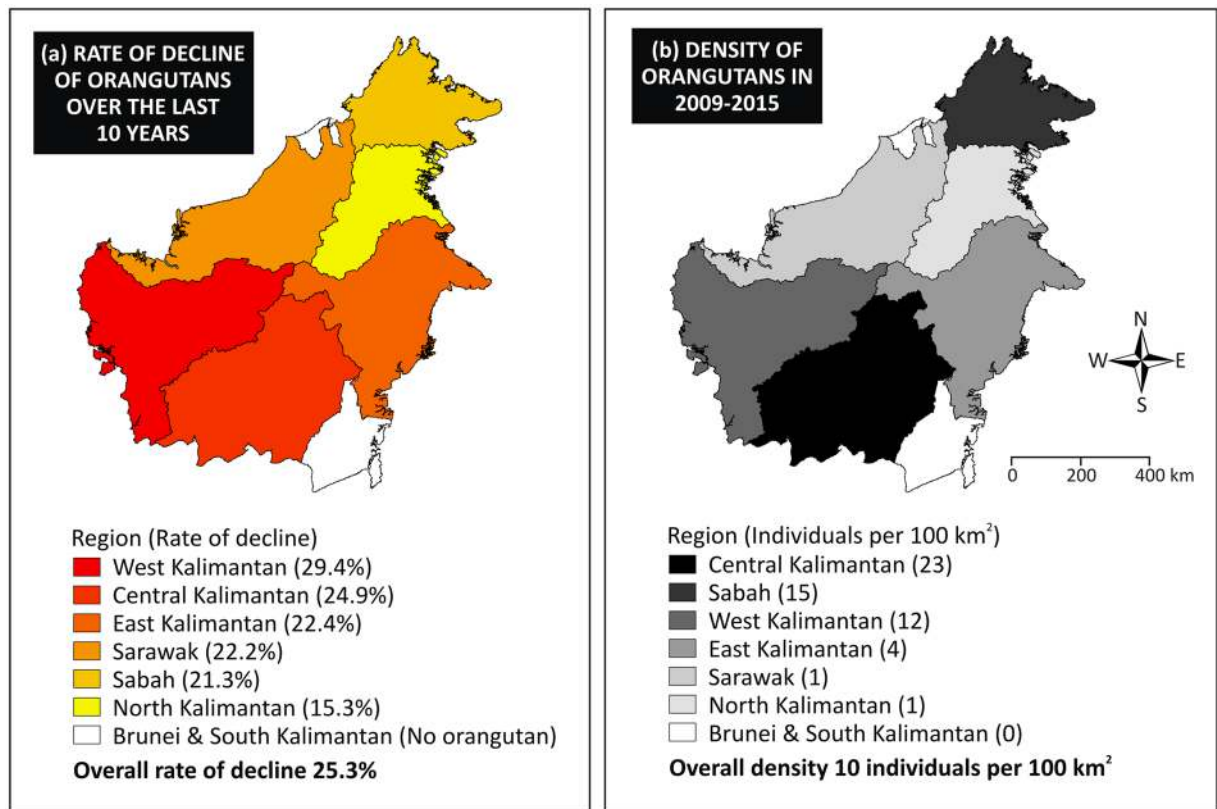 (a) RATE OF DECLINE
OF ORANGUTANS
OVER THE LAST
10 YEARS
Region (Rate of decline)
West Kalimantan (29.4%)
Central Kalimantan (24.9%)
East Kalimantan (22.4%)
Sarawak (22.2%)
Sabah (21.3%)
North Kalimantan (15.3%)
Brunei & South Kalimantan (No orangutan)
Overall rate of decline 25.3%
(b) DENSITY OF
ORANGUTANS IN
2009-2015
N
W E
S
0 200 400 km
Region (Individuals per 100 km²)
Central Kalimantan (23)
Sabah (15)
West Kalimantan (12)
East Kalimantan (4)
Sarawak (1)
North Kalimantan (1)
Brunei & South Kalimantan (0)
Overall density 10 individuals per 100 km²